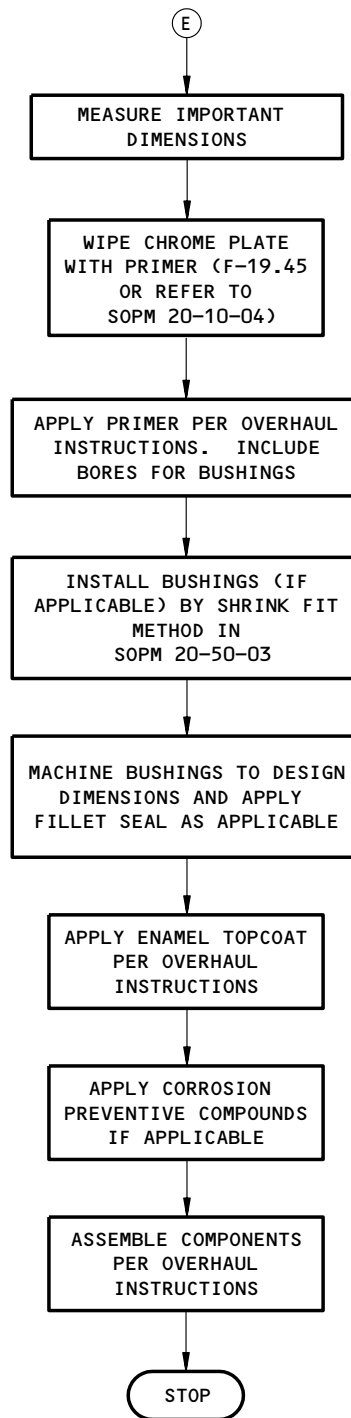 E
MEASURE IMPORTANT
DIMENSIONS
WIPE CHROME PLATE
WITH PRIMER (F-19.45
OR REFER TO
SOPM 20-10-04)
APPLY PRIMER PER OVERHAUL
INSTRUCTIONS. INCLUDE
BORES FOR BUSHINGS
INSTALL BUSHINGS (IF
APPLICABLE) BY SHRINK FIT
METHOD IN
SOPM 20-50-03
MACHINE BUSHINGS TO DESIGN
DIMENSIONS AND APPLY
FILLET SEAL AS APPLICABLE
APPLY ENAMEL TOPCOAT
PER OVERHAUL
INSTRUCTIONS
APPLY CORROSION
PREVENTIVE COMPOUNDS
IF APPLICABLE
ASSEMBLE COMPONENTS
PER OVERHAUL
INSTRUCTIONS
STOP